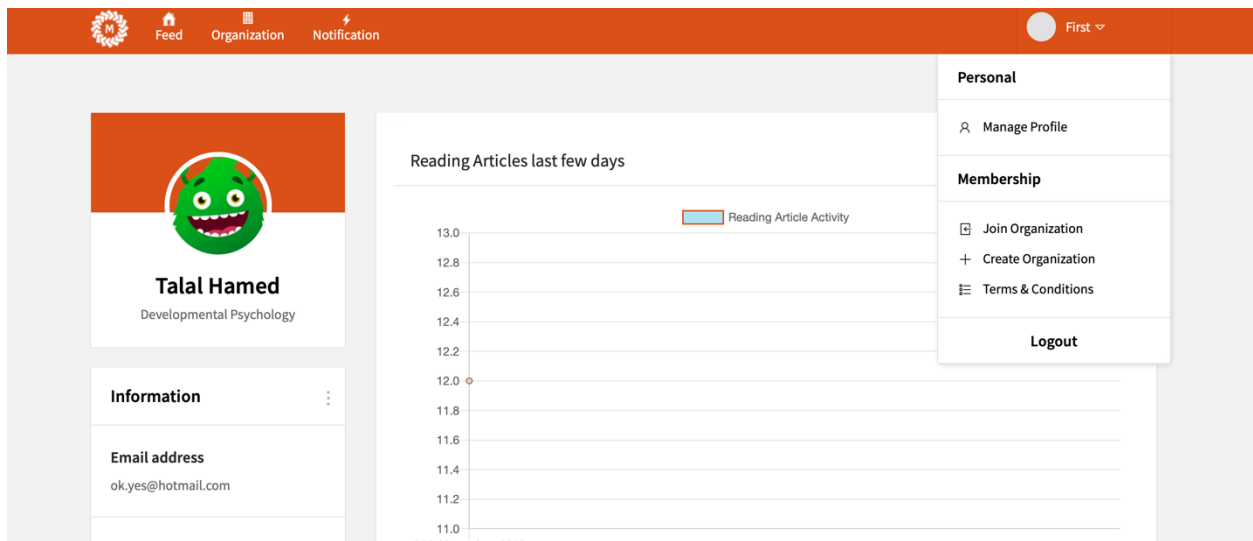 M
Feed
Organization
Notification
First
Personal
Manage Profile
Membership
Join Organization
Create Organization
Terms & Conditions
Logout
Talal Hamed
Developmental Psychology
Information
Email address
ok.yes@hotmail.com
Reading Articles last few days
Reading Article Activity
13.0
12.8
12.6
12.4
12.2
12.0
11.8
11.6
11.4
11.2
11.0